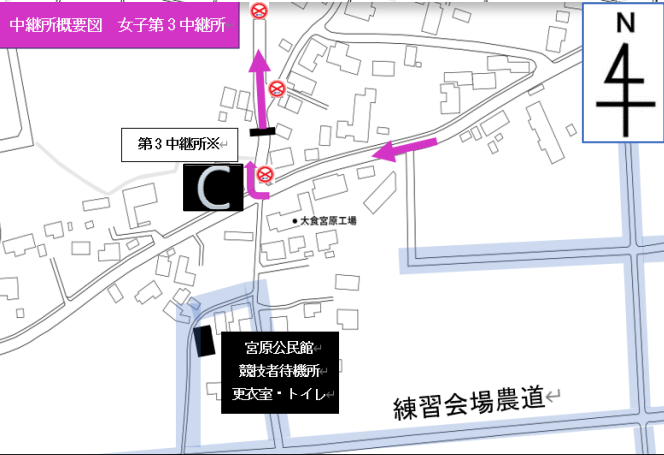 中継所概要図　女子第３中継所
N
第３中継所※
C
● 大食宮原工場
宮原公民館
競技者待機所
更衣室・トイレ
練習会場農道